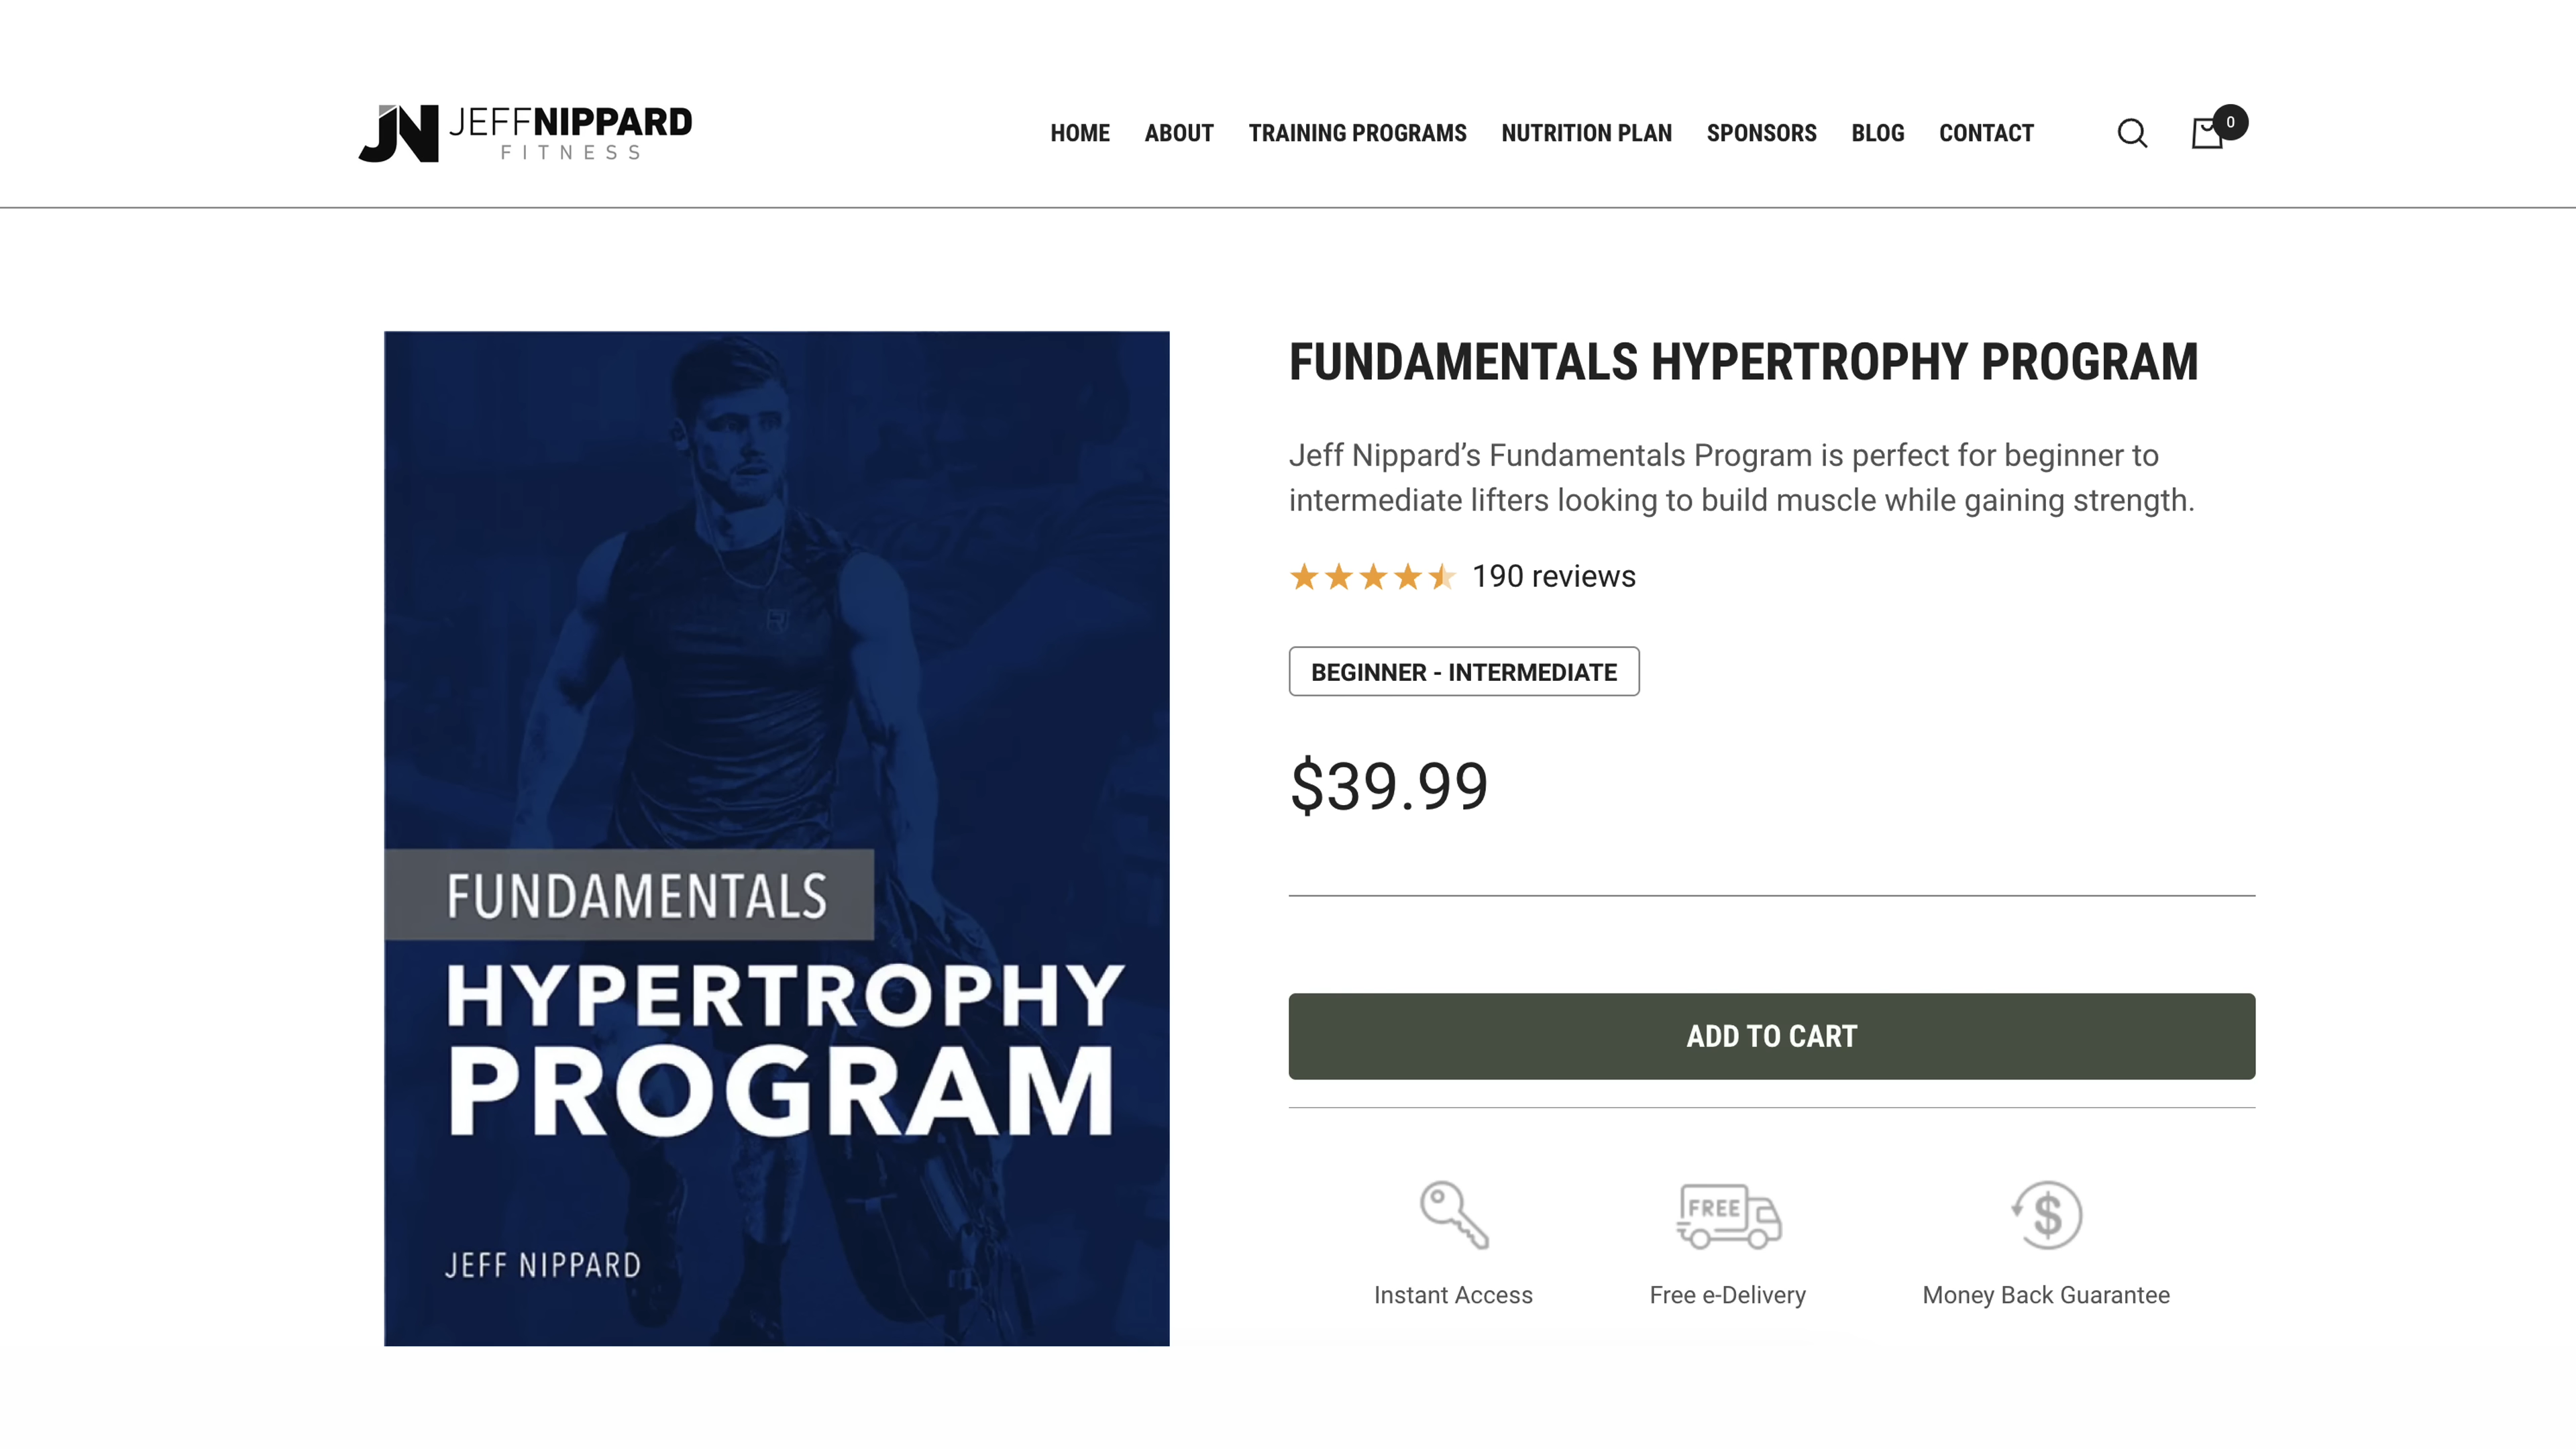 JN JEFFNIPPARD
FITNESS
HOME ABOUT TRAINING PROGRAMS NUTRITION PLAN SPONSORS BLOG CONTACT
0
FUNDAMENTALS
HYPERTROPHY
PROGRAM
JEFF NIPPARD
FUNDAMENTALS HYPERTROPHY PROGRAM
Jeff Nippard’s Fundamentals Program is perfect for beginner to
intermediate lifters looking to build muscle while gaining strength.
190 reviews
BEGINNER - INTERMEDIATE
$39.99
ADD TO CART
FREE
$
Instant Access Free e-Delivery Money Back Guarantee